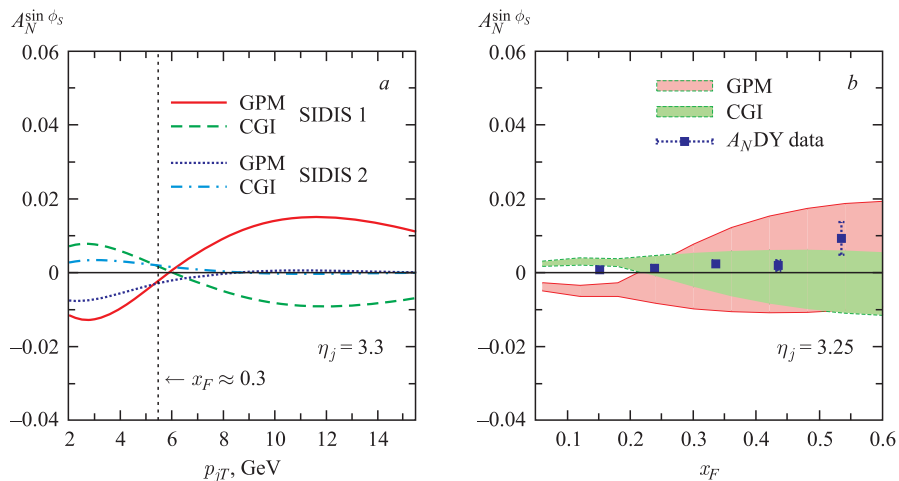 A_N^{sin ϕ_S}
0.06
0.04
0.02
0
–0.02
–0.04
a
GPM
CGI
SIDIS 1
GPM
CGI
SIDIS 2
η_j = 3.3
← x_F ≈ 0.3
2 4 6 8 10 12 14
p_{jT}, GeV
A_N^{sin ϕ_S}
0.06
0.04
0.02
0
–0.02
–0.04
b
GPM
CGI
A_N DY data
η_j = 3.25
0.1 0.2 0.3 0.4 0.5 0.6
x_F